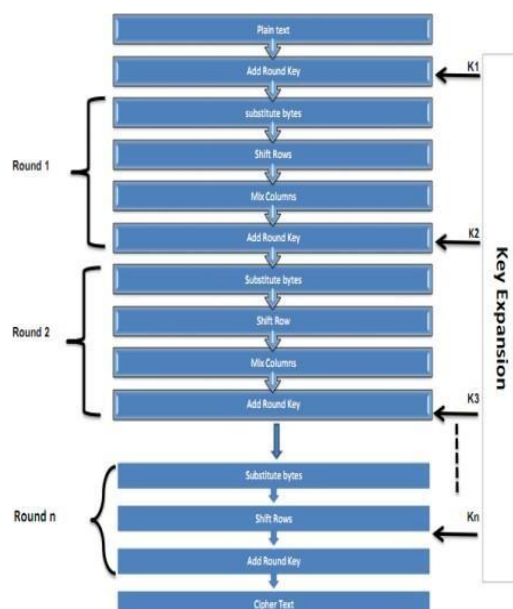 Plain text
Add Round Key
K1
substitute bytes
Shift Rows
Round 1
Mix Columns
Add Round Key
K2
Substitute bytes
Shift Row
Round 2
Mix Columns
Add Round Key
K3
Key Expansion
Substitute bytes
Shift Rows
Round n
Kn
Add Round Key
Cipher Text